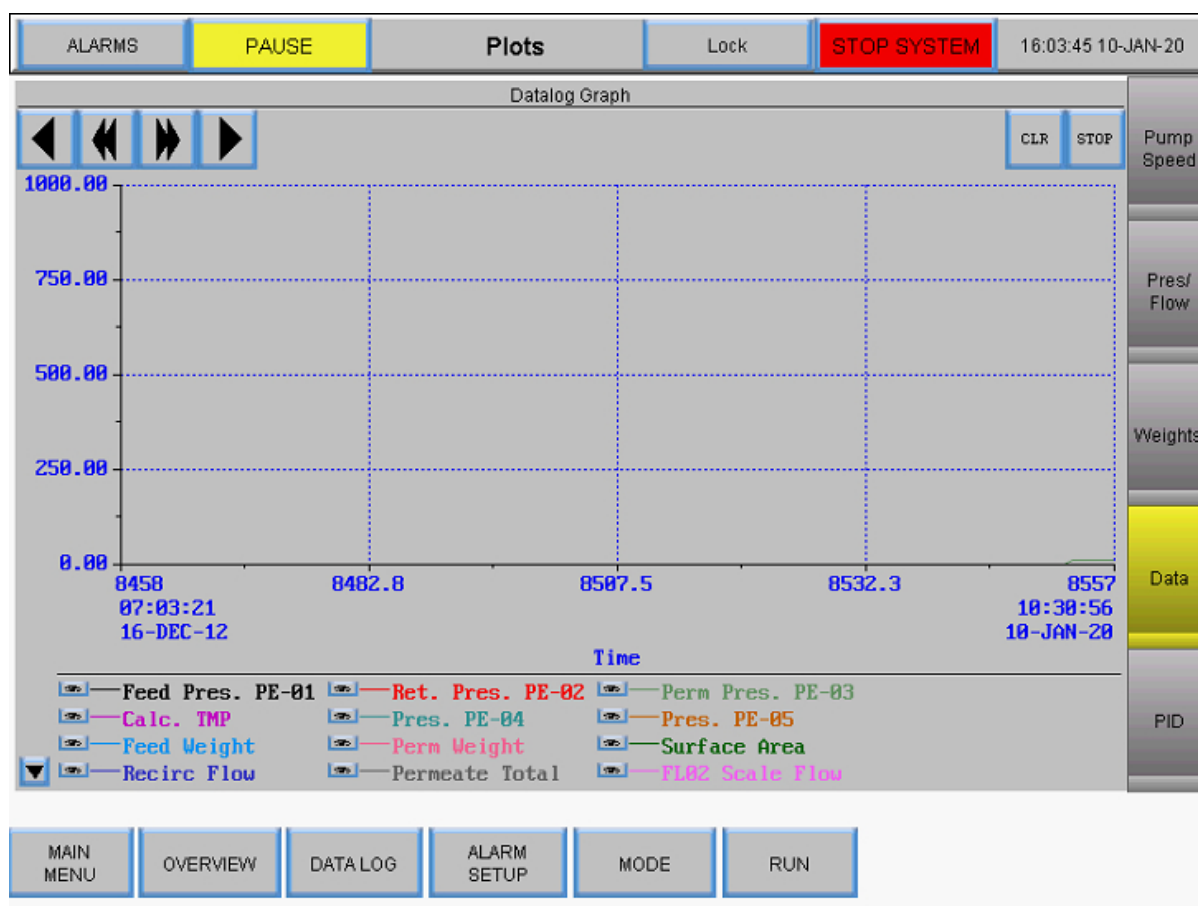 ALARMS PAUSE Plots Lock STOP SYSTEM 16:03:45 10-JAN-20
Datalog Graph
CLR STOP
Pump
Speed
1000.00
750.00
Pres/
Flow
500.00
Weights
250.00
0.00
Data
8458 8482.8 8507.5 8532.3 8557
07:03:21 10:30:56
16-DEC-12 10-JAN-20
Time
Feed Pres. PE-01 Ret. Pres. PE-02 Perm Pres. PE-03
Calc. TMP Pres. PE-04 Pres. PE-05
PID
Feed Weight Perm Weight Surface Area
Recirc Flow Permeate Total FL02 Scale Flow
MAIN
MENU
OVERVIEW
DATA LOG
ALARM
SETUP
MODE
RUN